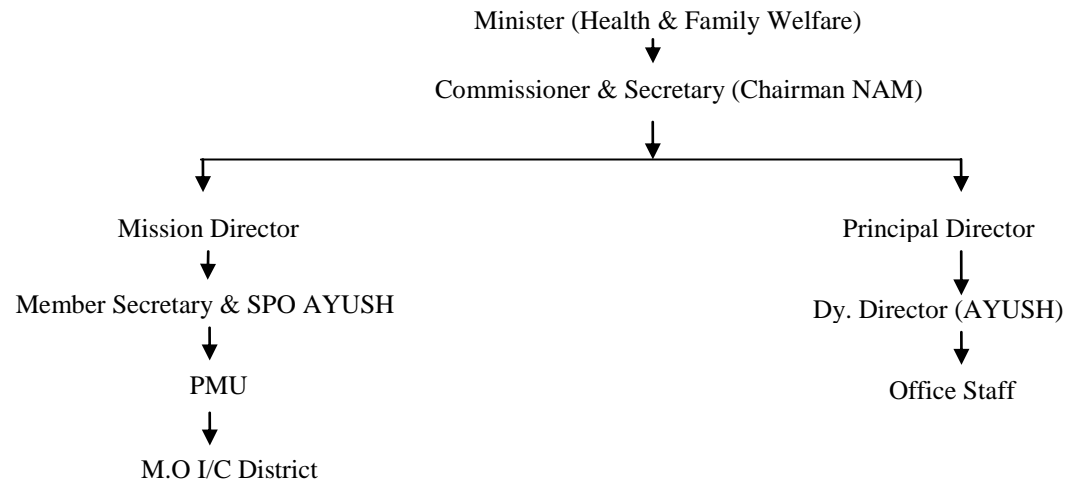 Minister (Health & Family Welfare)
Commissioner & Secretary (Chairman NAM)
Mission Director
Principal Director
Member Secretary & SPO AYUSH
Dy. Director (AYUSH)
PMU
Office Staff
M.O I/C District